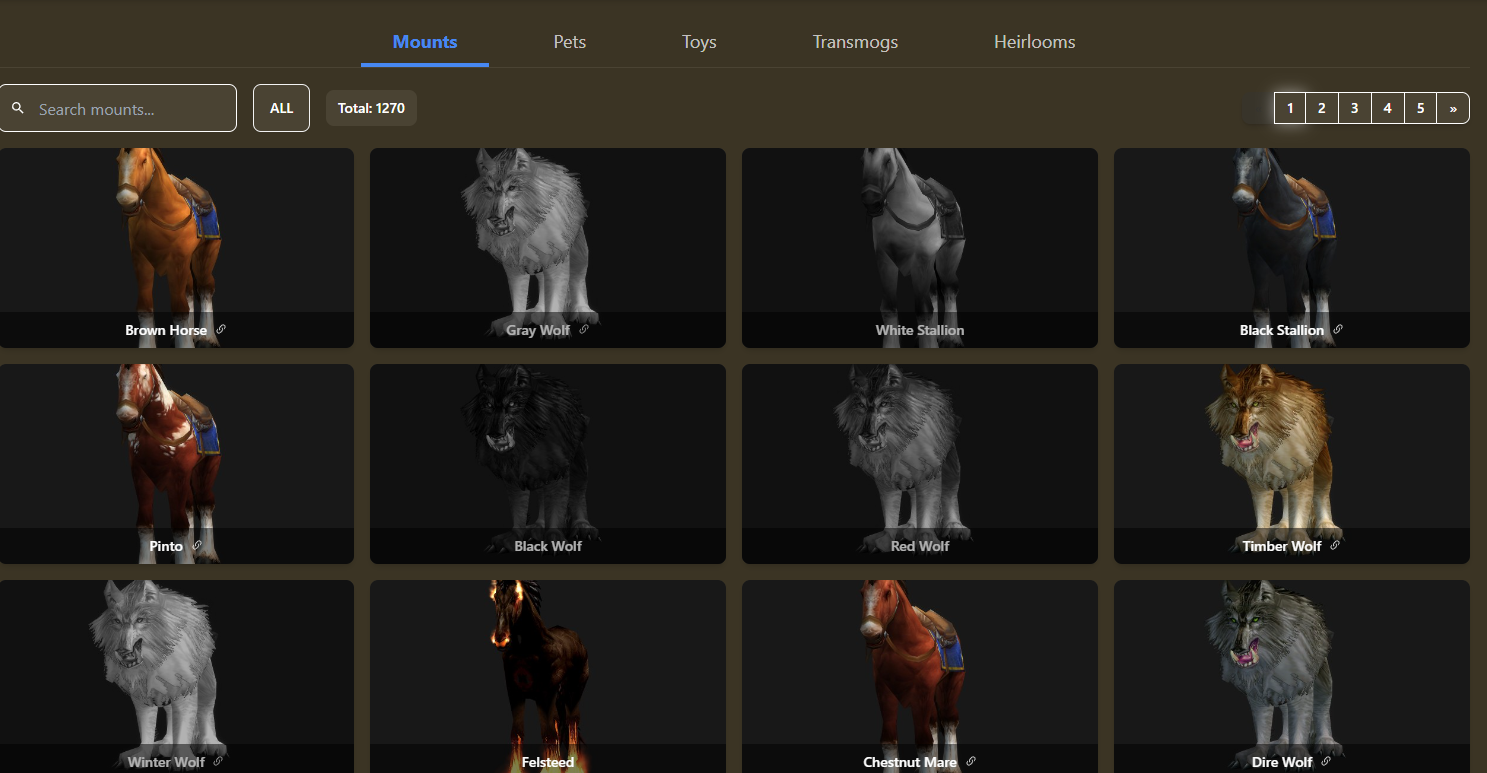 Mounts Pets Toys Transmogs Heirlooms
Search mounts... ALL Total: 1270 1 2 3 4 5 »
Brown Horse Gray Wolf White Stallion Black Stallion
Pinto Black Wolf Red Wolf Timber Wolf
Winter Wolf Felsteed Chestnut Mare Dire Wolf